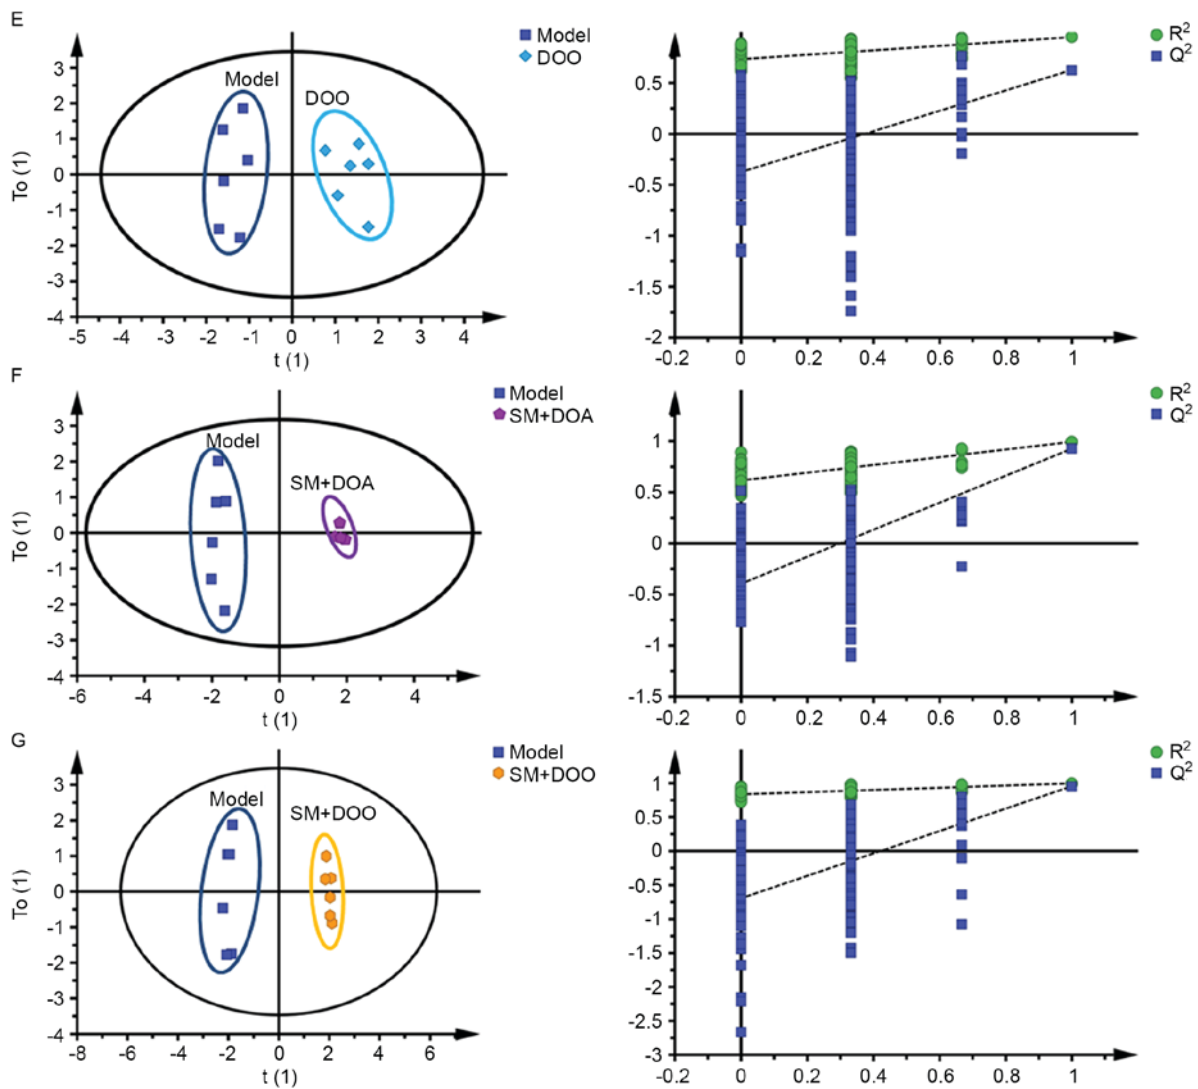 E
Model
DOO
Model
DOO
3
2
1
0
-1
-2
-3
-4
To (1)
-5 -4 -3 -2 -1 0 1 2 3 4
t (1)
R²
Q²
0.5
0
-0.5
-1
-1.5
-2
-0.2 0 0.2 0.4 0.6 0.8 1
F
Model
SM+DOA
Model
SM+DOA
3
2
1
0
-1
-2
-3
-4
To (1)
-6 -4 -2 0 2 4
t (1)
R²
Q²
1
0.5
0
-0.5
-1
-1.5
-0.2 0 0.2 0.4 0.6 0.8 1
G
Model
SM+DOO
Model
SM+DOO
3
2
1
0
-1
-2
-3
-4
To (1)
-8 -6 -4 -2 0 2 4 6
t (1)
R²
Q²
1
0.5
0
-0.5
-1
-1.5
-2
-2.5
-3
-0.2 0 0.2 0.4 0.6 0.8 1